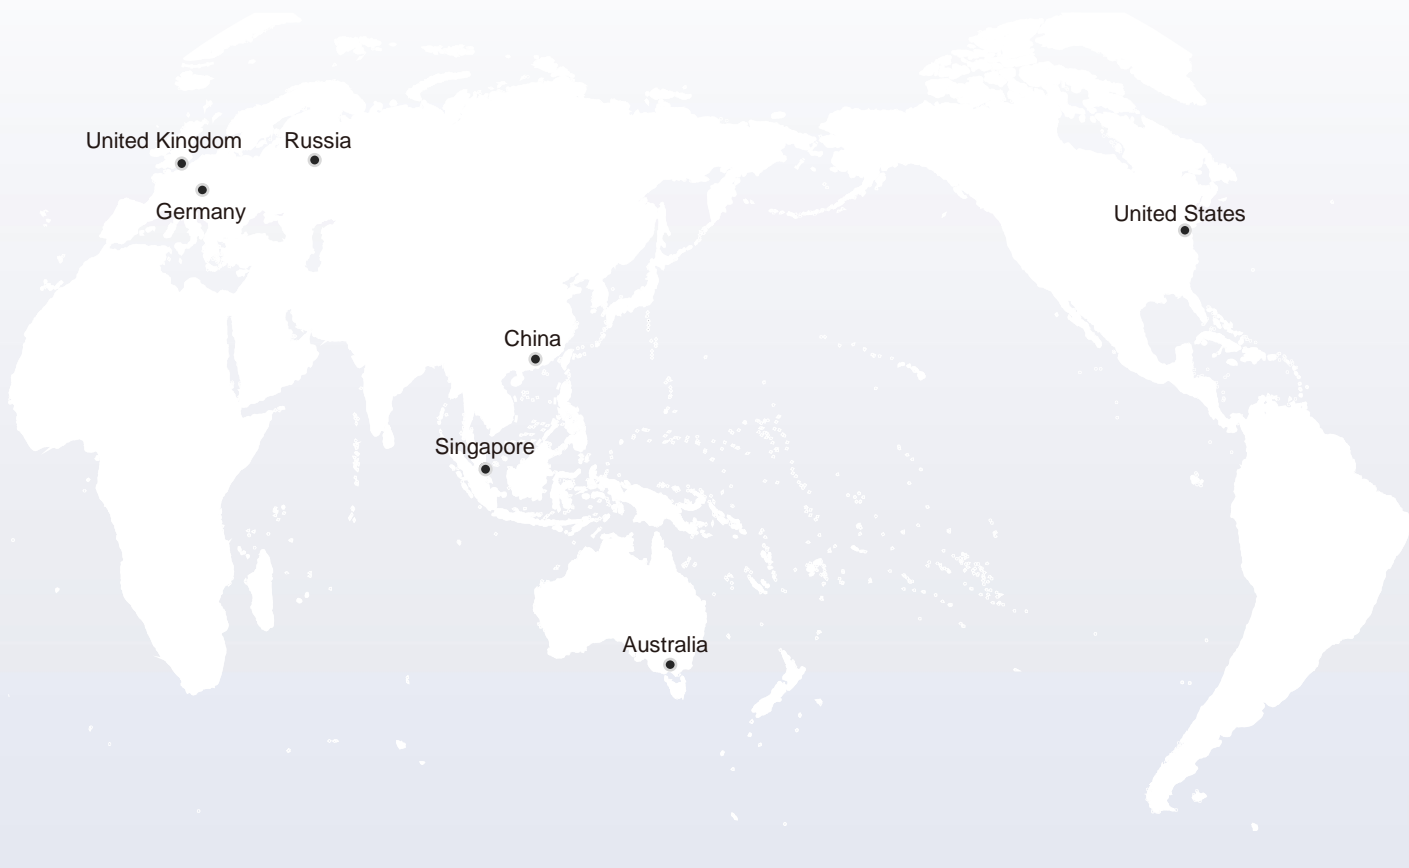 United Kingdom
Russia
Germany
United States
China
Singapore
Australia